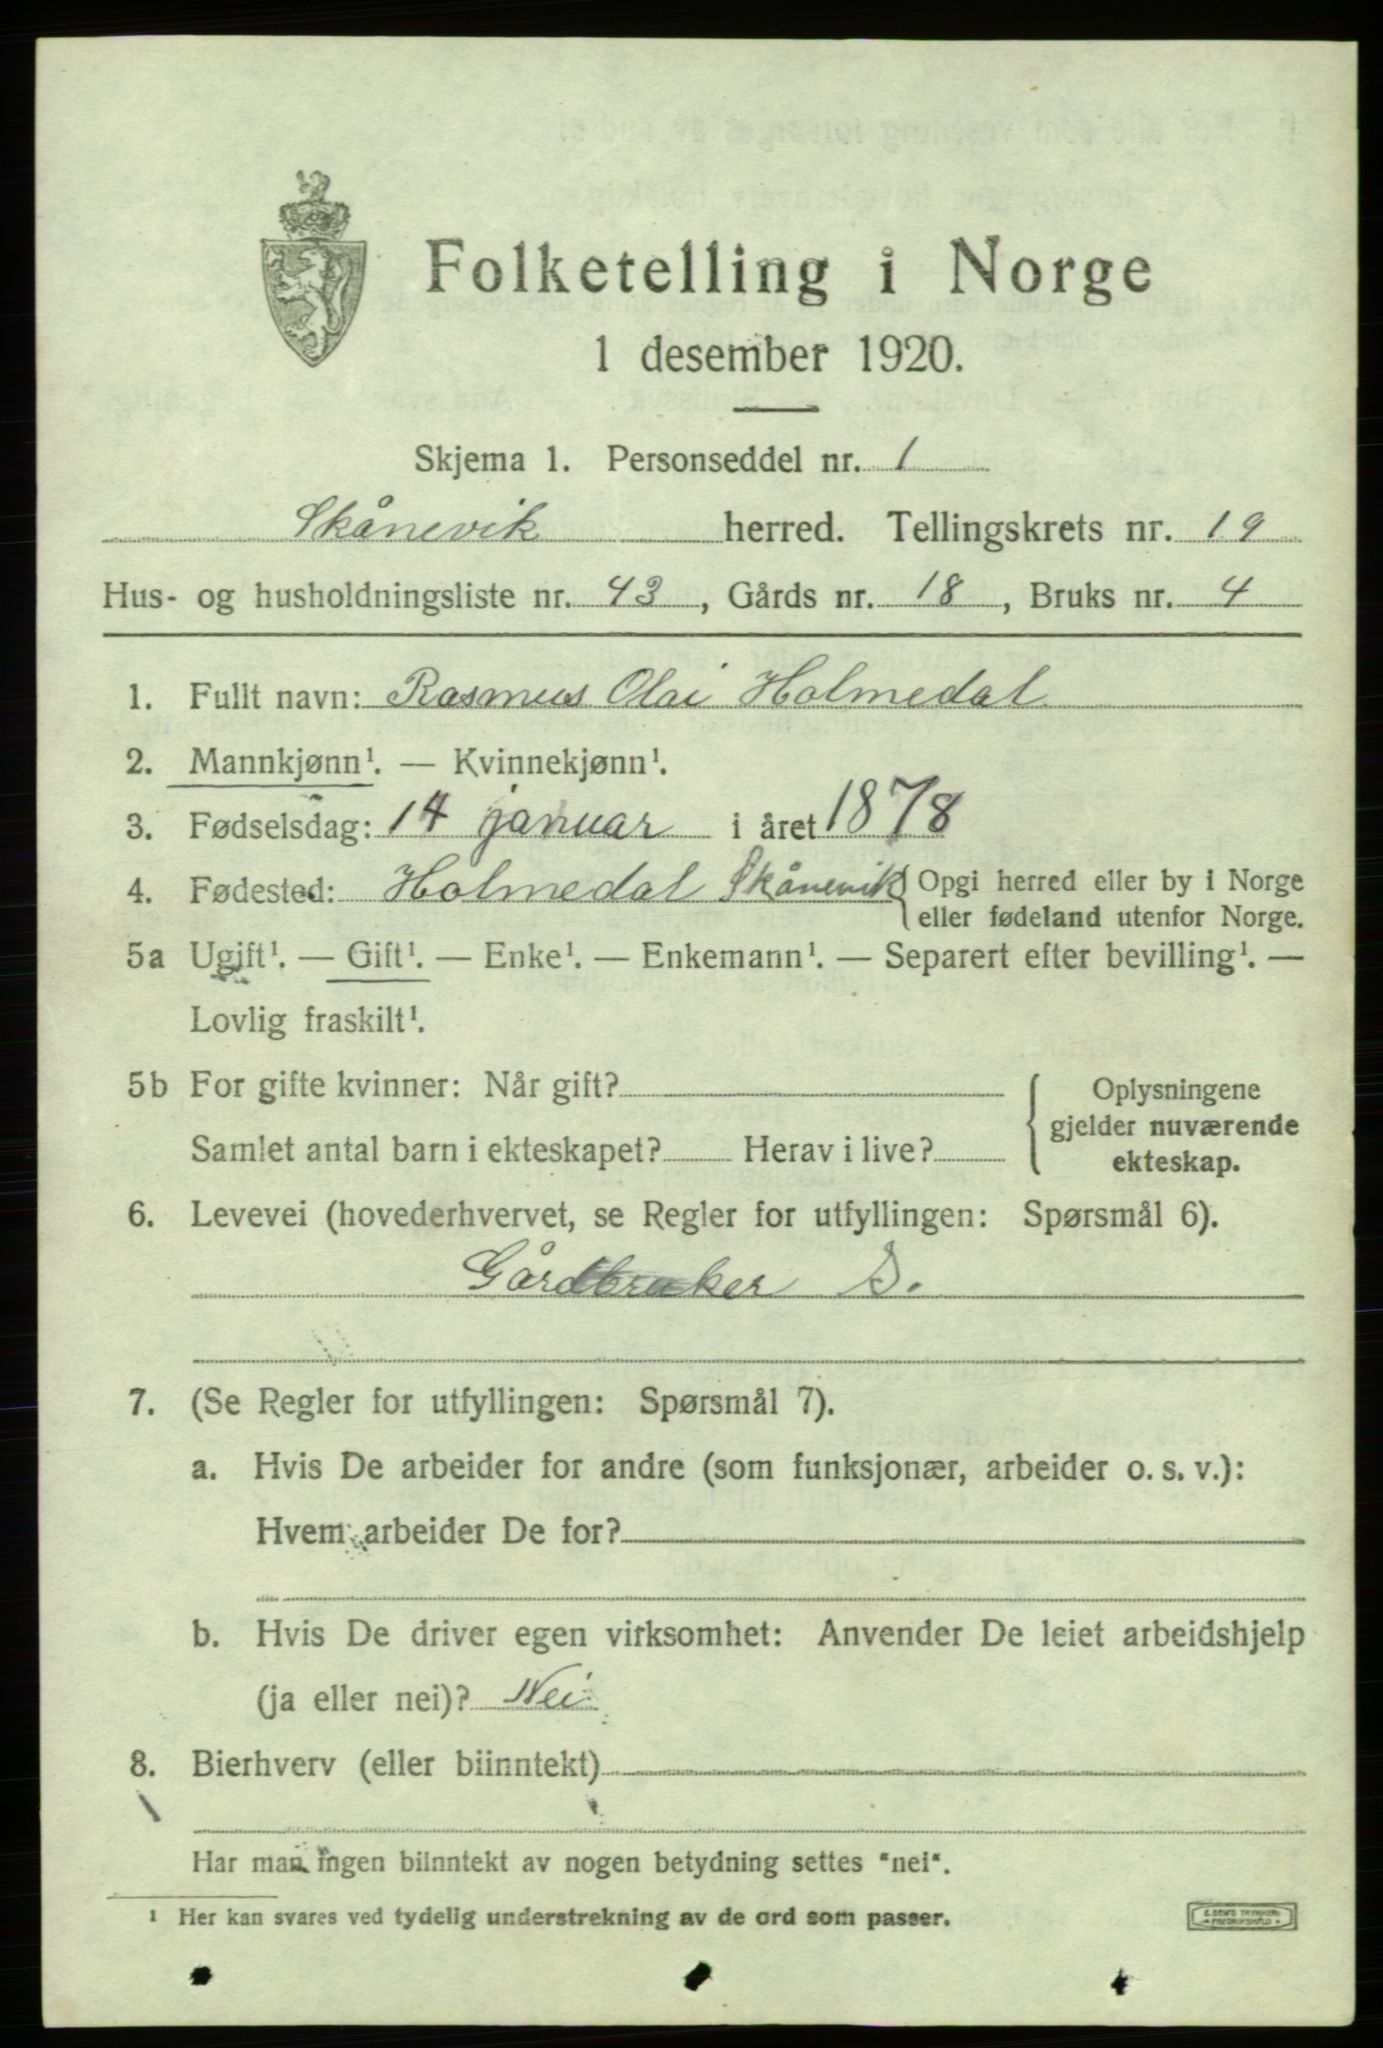 Folketelling i Norge
1 desember 1920.
Skjema 1. Personseddel nr. 1
Skånevik herred. Tellingskrets nr. 19
Hus- og husholdningsliste nr. 43, Gårds nr. 18, Bruks nr. 4
1. Fullt navn: Rasmus Olai Holmedal
2. Mannkjønn¹. — Kvinnekjønn¹.
3. Fødselsdag: 14 januar i året 1878
4. Fødested: Holmedal Skånevik { Opgi herred eller by i Norge
eller fødeland utenfor Norge.
5a Ugift¹. — Gift¹. — Enke¹. — Enkemann¹. — Separert efter bevilling¹. —
Lovlig fraskilt¹.
5b For gifte kvinner: Når gift?
Samlet antal barn i ekteskapet? Herav i live?
{ Oplysningene
gjelder nuværende
ekteskap.
6. Levevei (hovederhvervet, se Regler for utfyllingen: Spørsmål 6).
Gårdbruker S.
7. (Se Regler for utfyllingen: Spørsmål 7).
a. Hvis De arbeider for andre (som funksjonær, arbeider o. s. v.):
Hvem arbeider De for?
b. Hvis De driver egen virksomhet: Anvender De leiet arbeidshjelp
(ja eller nei)? Nei
8. Bierhverv (eller biinntekt)
Har man ingen biinntekt av nogen betydning settes "nei".
¹ Her kan svares ved tydelig understrekning av de ord som passer.